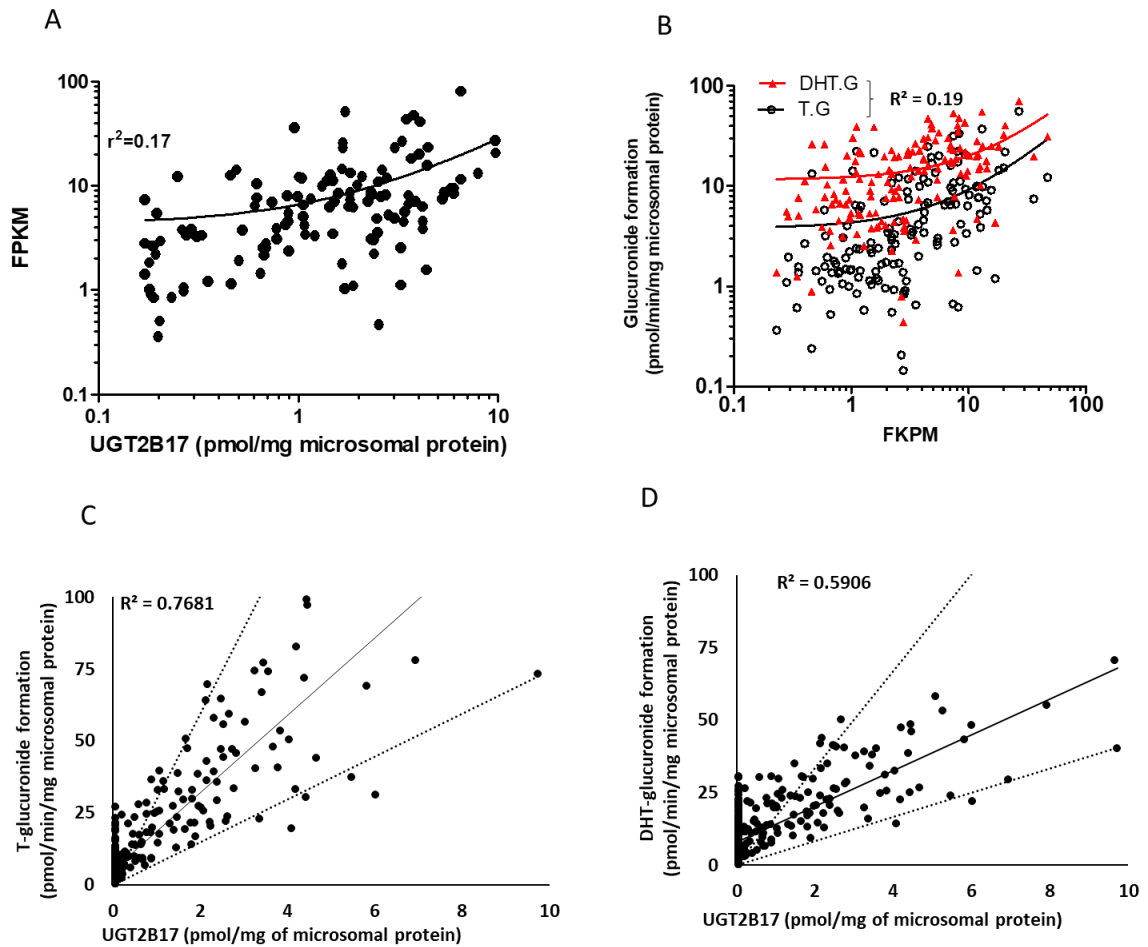 A
100
10
1
0.1
FPKM
r²=0.17
0.1
1
10
UGT2B17 (pmol/mg microsomal protein)
B
100
10
1
0.1
Glucuronide formation
(pmol/min/mg microsomal protein)
DHT.G
T.G
R² = 0.19
0.1
1
10
100
FKPM
C
100
75
50
25
0
T-glucuronide formation
(pmol/min/mg microsomal protein)
R² = 0.7681
0
2
4
6
8
10
UGT2B17 (pmol/mg of microsomal protein)
D
100
75
50
25
0
DHT-glucuronide formation
(pmol/min/mg microsomal protein)
R² = 0.5906
0
2
4
6
8
10
UGT2B17 (pmol/mg of microsomal protein)